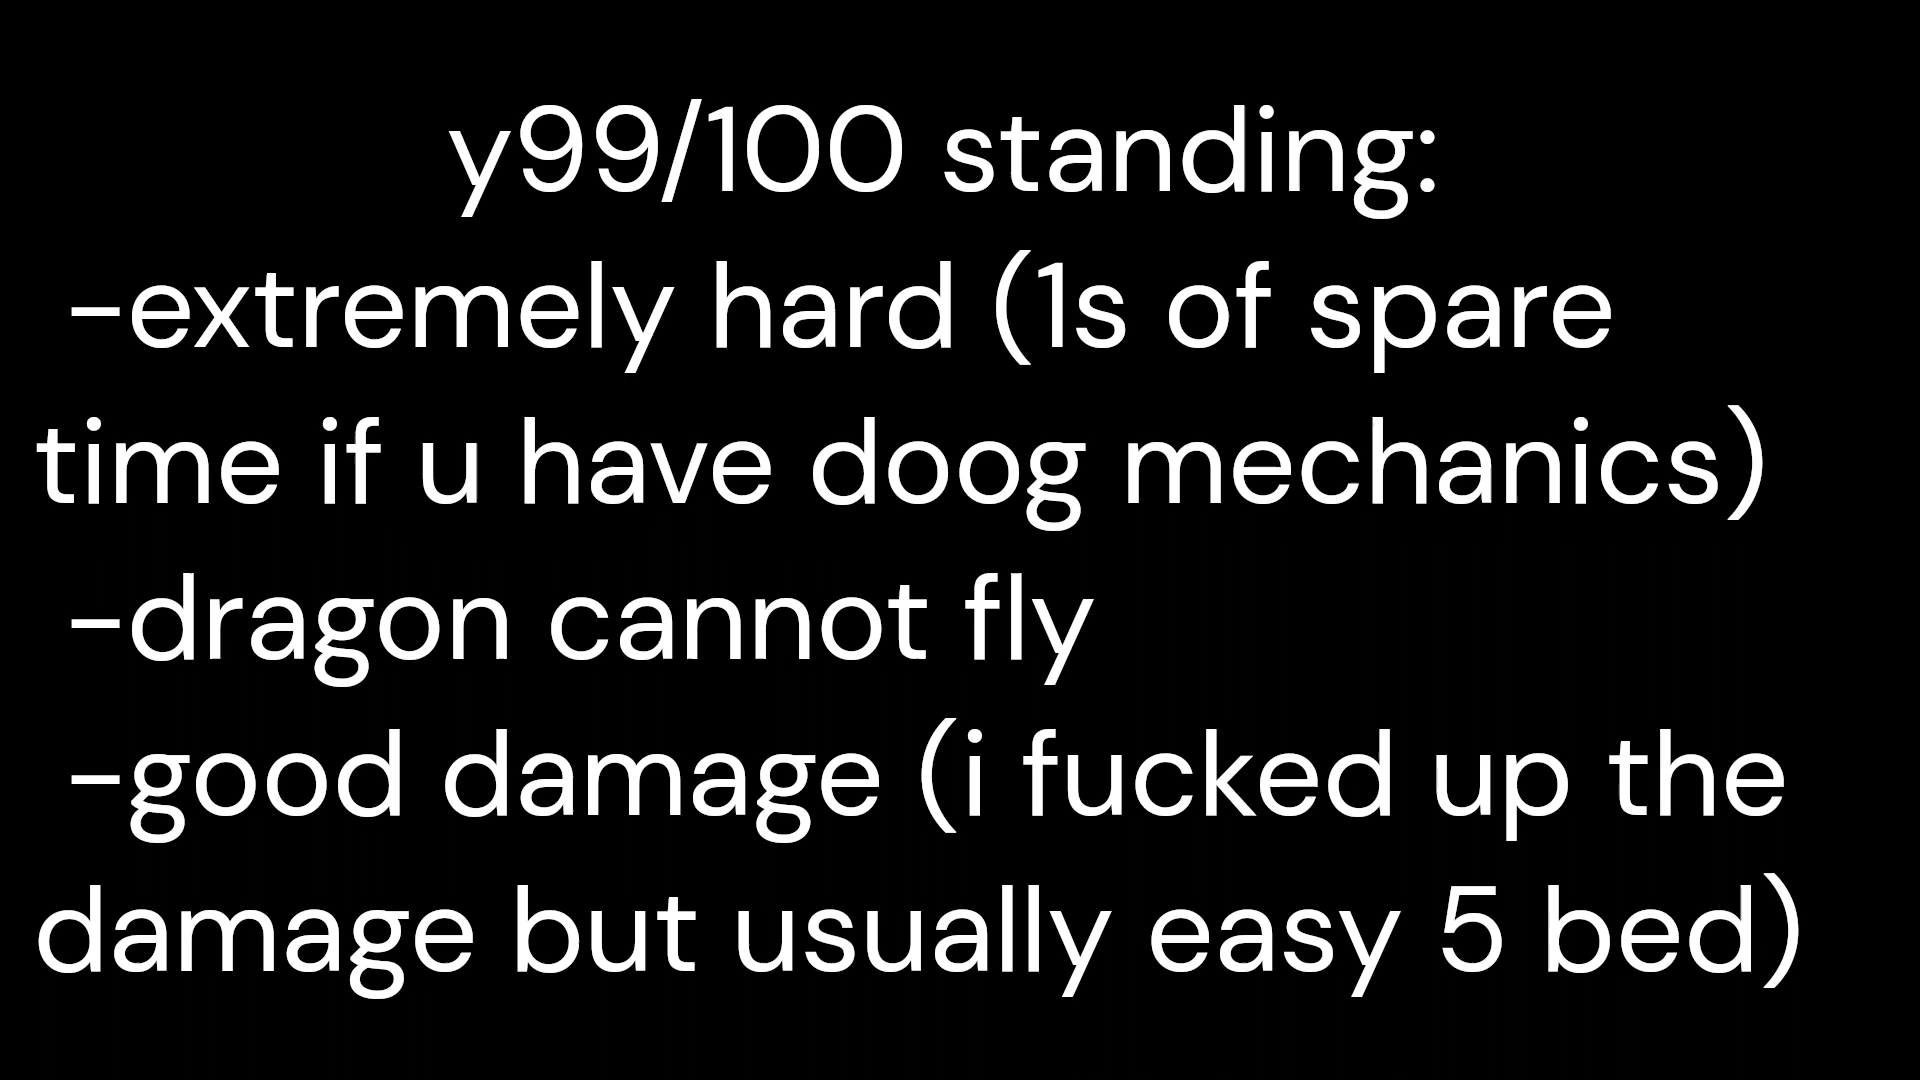 y99/100 standing:
-extremely hard (1s of spare
time if u have doog mechanics)
-dragon cannot fly
-good damage (i fucked up the
damage but usually easy 5 bed)